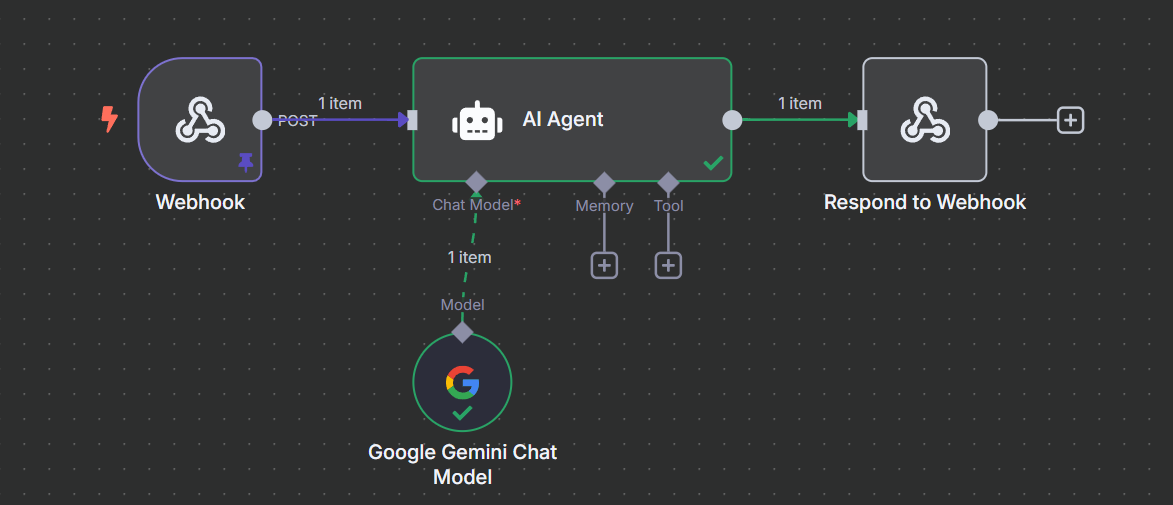 1 item
1 item
POST
AI Agent
Webhook
Chat Model*
Memory
Tool
Respond to Webhook
1 item
Model
Google Gemini Chat
Model